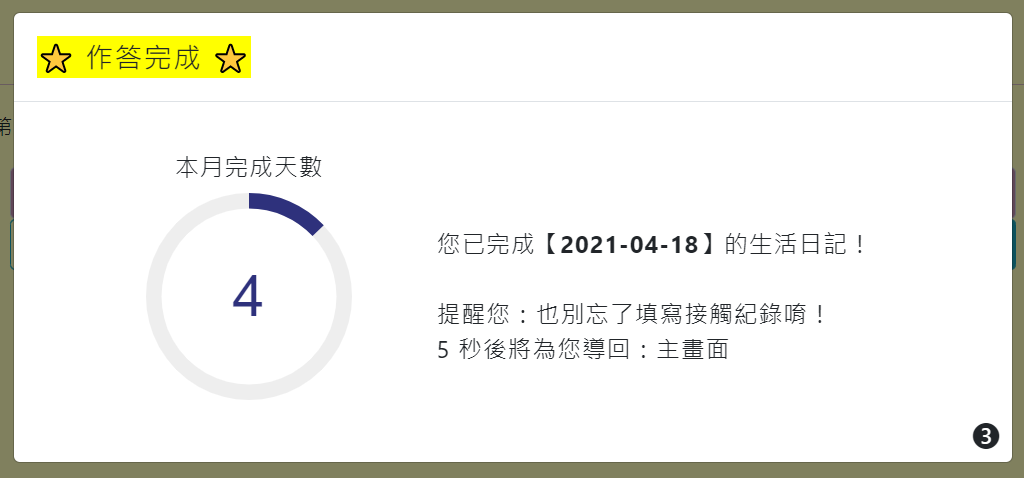 作答完成
本月完成天數
4
您已完成【2021-04-18】的生活日記！
提醒您：也別忘了填寫接觸紀錄唷！
5 秒後將為您導回：主畫面
3
第